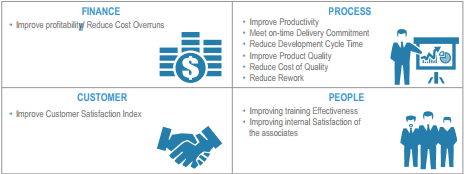 FINANCE
• Improve profitability/ Reduce Cost Overruns
$
PROCESS
• Improve Productivity
• Meet on-time Delivery Commitment
• Reduce Development Cycle Time
• Improve Product Quality
• Reduce Cost of Quality
• Reduce Rework
CUSTOMER
• Improve Customer Satisfaction Index
PEOPLE
• Improving training Effectiveness
• Improving internal Satisfaction of
the associates